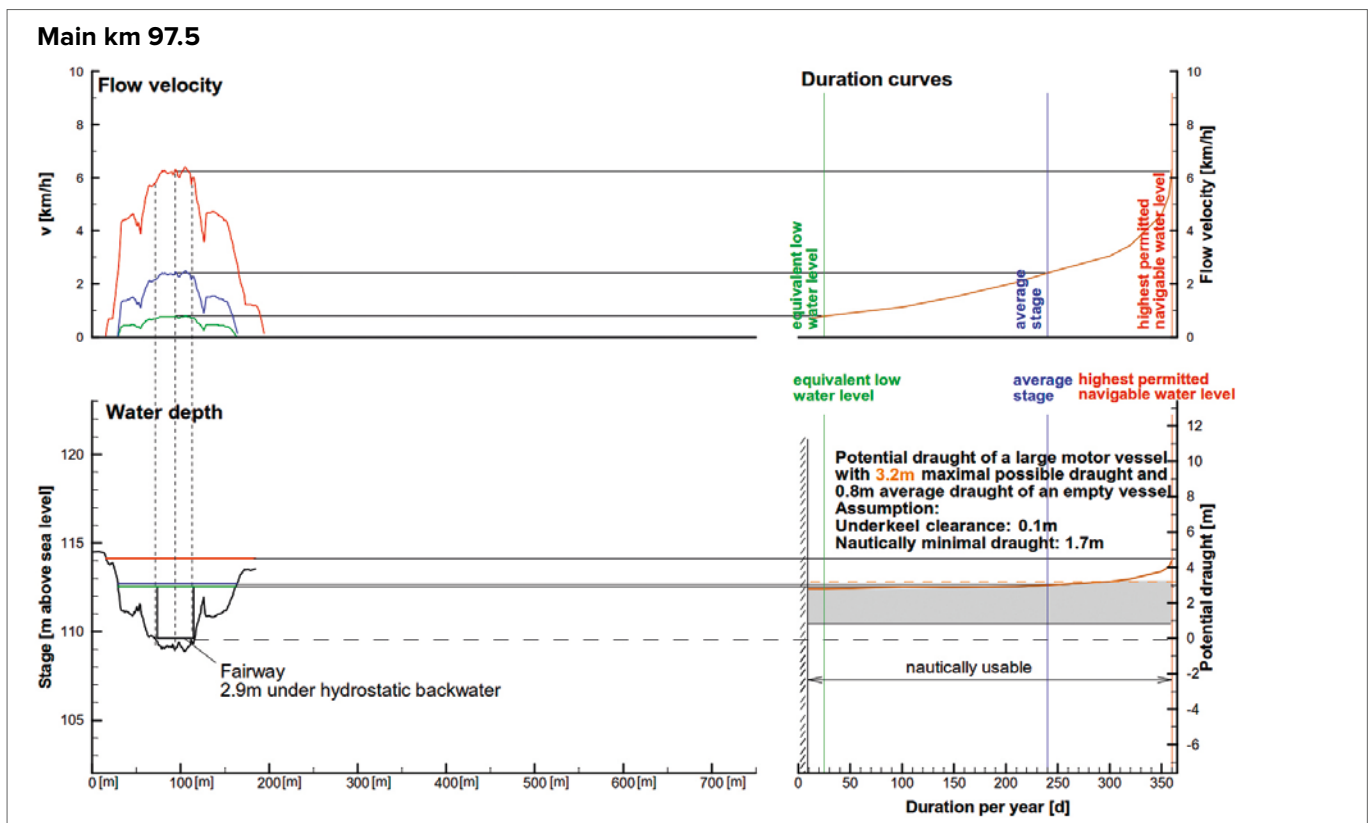 Main km 97.5
Flow velocity
Duration curves
10
8
6
4
2
0
v [km/h]
equivalent low
water level
average
stage
highest permitted
navigable water level
10
8
6
4
2
0
Flow velocity [km/h]
equivalent low
water level
average
stage
highest permitted
navigable water level
Water depth
120
115
110
105
Stage [m above sea level]
Fairway
2.9m under hydrostatic backwater
0[m]
100[m]
200[m]
300[m]
400[m]
500[m]
600[m]
700[m]
Potential draught of a large motor vessel
with 3.2m maximal possible draught and
0.8m average draught of an empty vessel
Assumption:
Underkeel clearance: 0.1m
Nautically minimal draught: 1.7m
nautically usable
12
10
8
6
4
2
0
-2
-4
-6
Potential draught [m]
0
50
100
150
200
250
300
350
Duration per year [d]